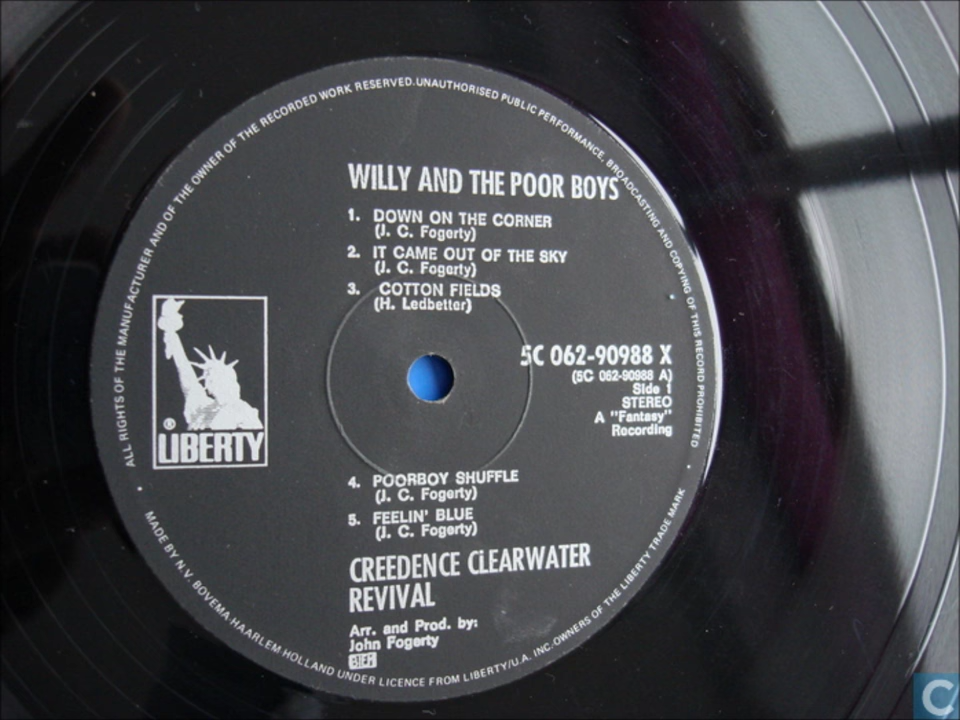 ALL RIGHTS OF THE MANUFACTURER AND OF THE OWNER OF THE RECORDED WORK RESERVED. UNAUTHORISED PUBLIC PERFORMANCE, BROADCASTING AND COPYING OF THIS RECORD PROHIBITED
WILLY AND THE POOR BOYS
1. DOWN ON THE CORNER
(J. C. Fogerty)
2. IT CAME OUT OF THE SKY
(J. C. Fogerty)
3. COTTON FIELDS
(H. Ledbetter)
® LIBERTY
5C 062-90988 X
(5C 062-90988 A)
Side 1
STEREO
A "Fantasy"
Recording
4. POORBOY SHUFFLE
(J. C. Fogerty)
5. FEELIN' BLUE
(J. C. Fogerty)
CREEDENCE CLEARWATER
REVIVAL
Arr. and Prod. by:
John Fogerty
BIEM
MADE BY N.V. BOVEMA HAARLEM HOLLAND UNDER LICENCE FROM LIBERTY/U.A. INC. OWNERS OF THE LIBERTY TRADE MARK
C